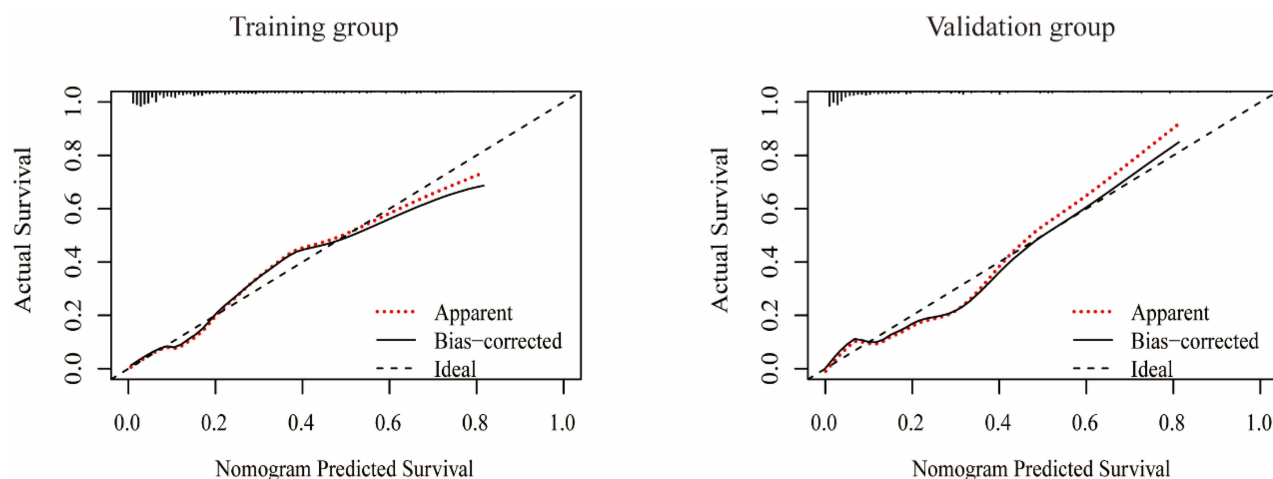 Training group
Actual Survival
1.0
0.8
0.6
0.4
0.2
0.0
Apparent
Bias-corrected
Ideal
0.0 0.2 0.4 0.6 0.8 1.0
Nomogram Predicted Survival
Validation group
Actual Survival
1.0
0.8
0.6
0.4
0.2
0.0
Apparent
Bias-corrected
Ideal
0.0 0.2 0.4 0.6 0.8 1.0
Nomogram Predicted Survival